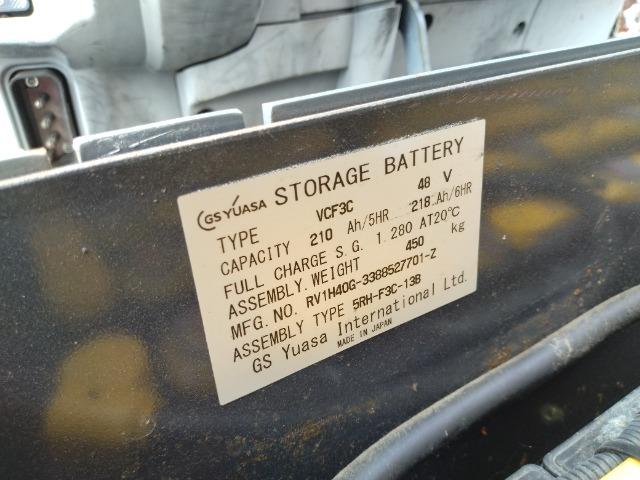 GS YUASA STORAGE BATTERY
TYPE VCF3C 48 V
CAPACITY 210 Ah/5HR 218 Ah/6HR
FULL CHARGE S.G. 1.280 AT20℃
ASSEMBLY.WEIGHT 450 kg
MFG. NO. RV1H40G-3388527701-Z
ASSEMBLY TYPE 5RH-F3C-13B
GS Yuasa International Ltd.
MADE IN JAPAN